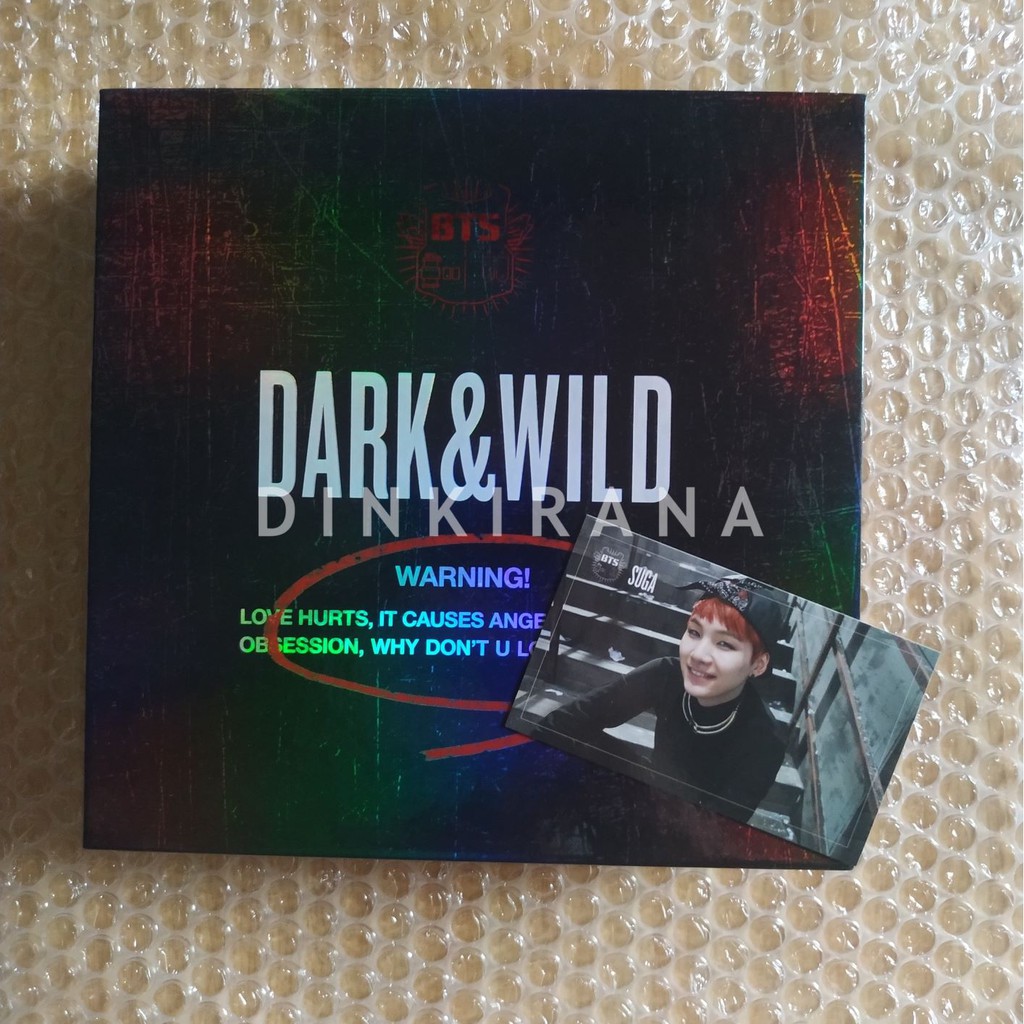 BTS
DARK&WILD
DINKIRANA
BTS
SUGA
WARNING!
LOVE HURTS, IT CAUSES ANGE
OBSESSION, WHY DON'T U LO